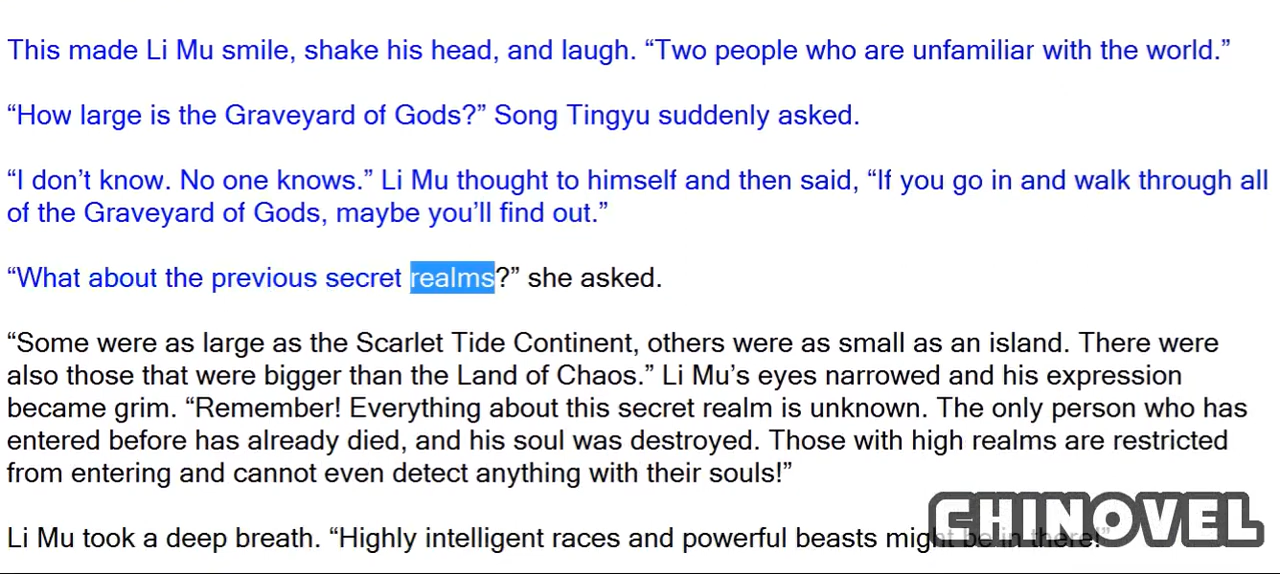 This made Li Mu smile, shake his head, and laugh. “Two people who are unfamiliar with the world.”
“How large is the Graveyard of Gods?” Song Tingyu suddenly asked.
“I don’t know. No one knows.” Li Mu thought to himself and then said, “If you go in and walk through all
of the Graveyard of Gods, maybe you’ll find out.”
“What about the previous secret realms?” she asked.
“Some were as large as the Scarlet Tide Continent, others were as small as an island. There were
also those that were bigger than the Land of Chaos.” Li Mu’s eyes narrowed and his expression
became grim. “Remember! Everything about this secret realm is unknown. The only person who has
entered before has already died, and his soul was destroyed. Those with high realms are restricted
from entering and cannot even detect anything with their souls!”
Li Mu took a deep breath. “Highly intelligent races and powerful beasts might be in there!”
CHINOVEL